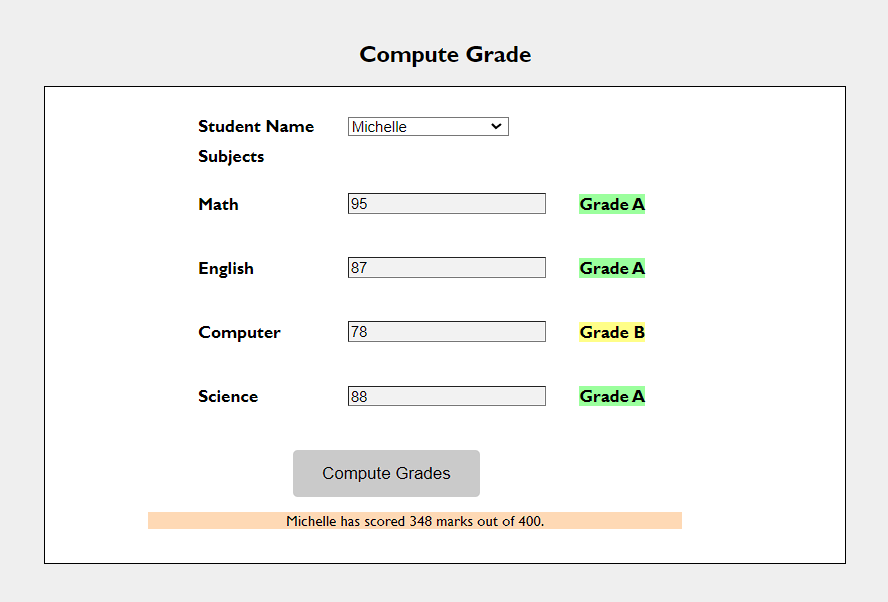 Compute Grade
Student Name Michelle
Subjects
Math 95 Grade A
English 87 Grade A
Computer 78 Grade B
Science 88 Grade A
Compute Grades
Michelle has scored 348 marks out of 400.